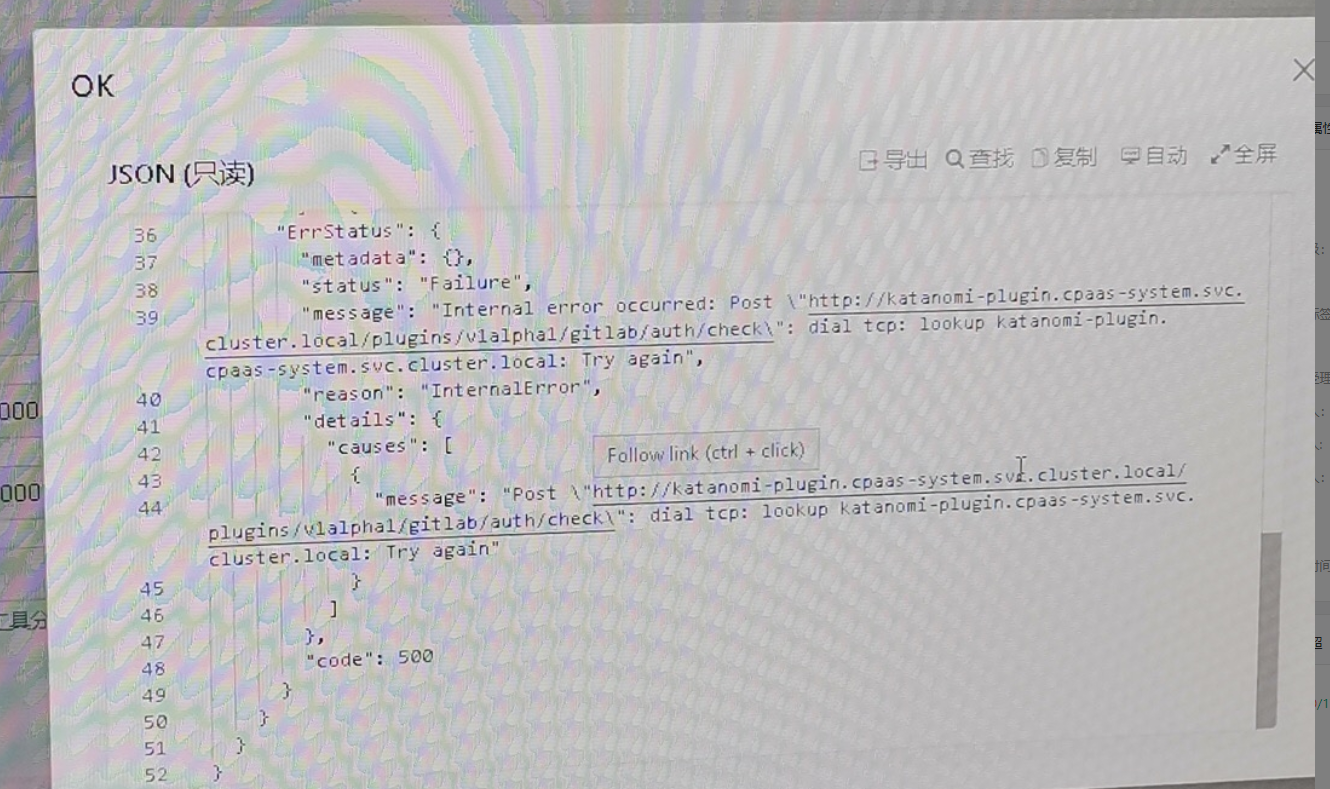 OK
JSON (只读)
导出 查找 复制 自动 全屏
36 "ErrStatus": {
37 "metadata": {},
38 "status": "Failure",
39 "message": "Internal error occurred: Post \"http://katanomi-plugin.cpaas-system.svc.
cluster.local/plugins/v1alpha1/gitlab/auth/check\": dial tcp: lookup katanomi-plugin.
cpaas-system.svc.cluster.local: Try again",
40 "reason": "InternalError",
41 "details": {
42 "causes": [
Follow link (ctrl + click)
43 {
44 "message": "Post \"http://katanomi-plugin.cpaas-system.svc.cluster.local/
plugins/v1alpha1/gitlab/auth/check\": dial tcp: lookup katanomi-plugin.cpaas-system.svc.
cluster.local: Try again"
45 }
46 ]
47 },
48 "code": 500
49 }
50 }
51 }
52 }
000
000